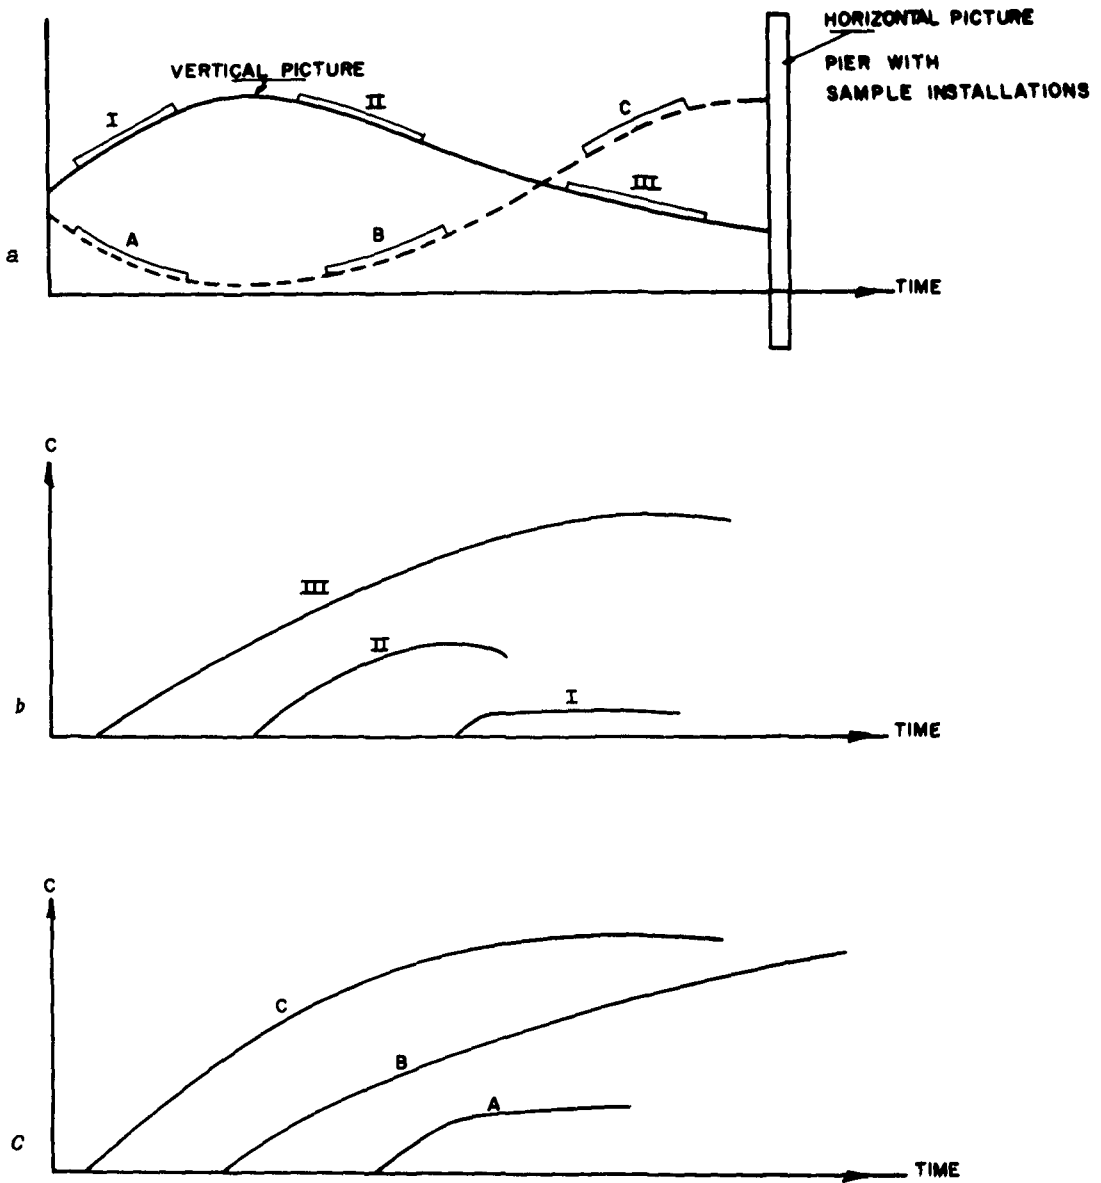 HORIZONTAL PICTURE
PIER WITH
SAMPLE INSTALLATIONS
VERTICAL PICTURE
I
II
C
III
A
B
a
TIME
C
III
II
I
b
TIME
C
C
B
A
C
TIME